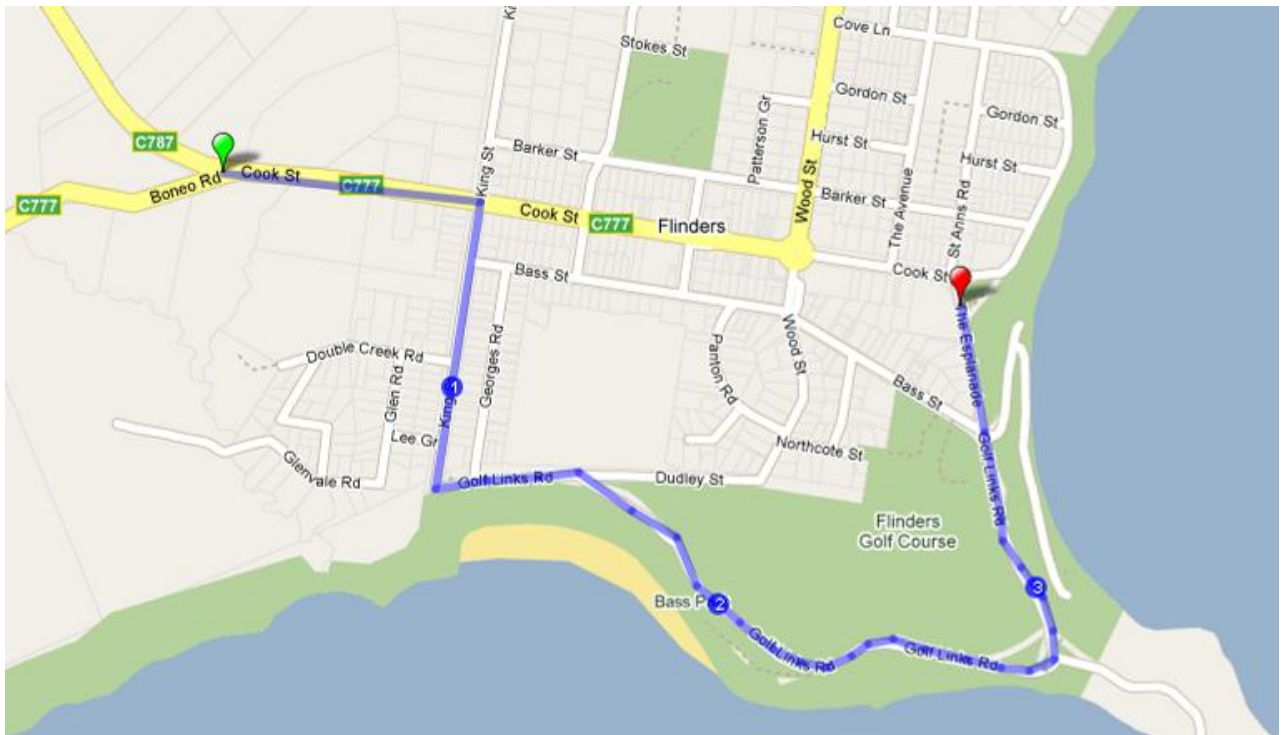 Ki
Cove Ln
Stokes St
Gordon St
Patterson Gr
Gordon St
C787
Hurst St
Barker St
Wood St
Hurst St
King St
The Avenue
St Anns Rd
Cook St
C777
Boneo Rd
Barker St
C777
Cook St
C777
Flinders
Bass St
Cook St
The Esplanade
Wood St
Double Creek Rd
Georges Rd
Panton Rd
Glen Rd
1
King
Bass St
Lee Gr
Northcote St
Golf Links Rd
Glenvale Rd
Golf Links Rd
Dudley St
Flinders
Golf Course
3
Bass P
2
Golf Links Rd
Golf Links Rd